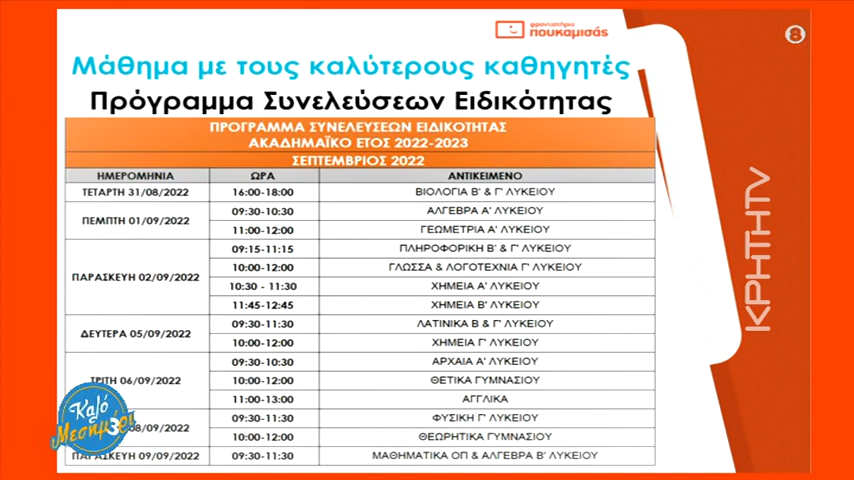 φροντιστήριο
πουκαμισάς
8
Μάθημα με τους καλύτερους καθηγητές
Πρόγραμμα Συνελεύσεων Ειδικότητας
ΠΡΟΓΡΑΜΜΑ ΣΥΝΕΛΕΥΣΕΩΝ ΕΙΔΙΚΟΤΗΤΑΣ
ΑΚΑΔΗΜΑΪΚΟ ΕΤΟΣ 2022-2023
ΣΕΠΤΕΜΒΡΙΟΣ 2022
ΗΜΕΡΟΜΗΝΙΑ ΩΡΑ ΑΝΤΙΚΕΙΜΕΝΟ
ΤΕΤΑΡΤΗ 31/08/2022 16:00-18:00 ΒΙΟΛΟΓΙΑ Β' & Γ' ΛΥΚΕΙΟΥ
ΠΕΜΠΤΗ 01/09/2022 09:30-10:30 ΑΛΓΕΒΡΑ Α' ΛΥΚΕΙΟΥ
11:00-12:00 ΓΕΩΜΕΤΡΙΑ Α' ΛΥΚΕΙΟΥ
ΠΑΡΑΣΚΕΥΗ 02/09/2022 09:15-11:15 ΠΛΗΡΟΦΟΡΙΚΗ Β' & Γ' ΛΥΚΕΙΟΥ
10:00-12:00 ΓΛΩΣΣΑ & ΛΟΓΟΤΕΧΝΙΑ Γ' ΛΥΚΕΙΟΥ
10:30 - 11:30 ΧΗΜΕΙΑ Α' ΛΥΚΕΙΟΥ
11:45-12:45 ΧΗΜΕΙΑ Β' ΛΥΚΕΙΟΥ
ΔΕΥΤΕΡΑ 05/09/2022 09:30-11:30 ΛΑΤΙΝΙΚΑ Β & Γ' ΛΥΚΕΙΟΥ
10:00-12:00 ΧΗΜΕΙΑ Γ' ΛΥΚΕΙΟΥ
ΤΡΙΤΗ 06/09/2022 09:30-10:30 ΑΡΧΑΙΑ Α' ΛΥΚΕΙΟΥ
10:00-12:00 ΘΕΤΙΚΑ ΓΥΜΝΑΣΙΟΥ
11:00-13:00 ΑΓΓΛΙΚΑ
08/09/2022 09:30-11:30 ΦΥΣΙΚΗ Γ' ΛΥΚΕΙΟΥ
10:00-12:00 ΘΕΩΡΗΤΙΚΑ ΓΥΜΝΑΣΙΟΥ
ΠΑΡΑΣΚΕΥΗ 09/09/2022 09:30-11:30 ΜΑΘΗΜΑΤΙΚΑ ΟΠ & ΑΛΓΕΒΡΑ Β' ΛΥΚΕΙΟΥ
Καλό
Μεσημέρι
3
ΚΡΗΤΗTV